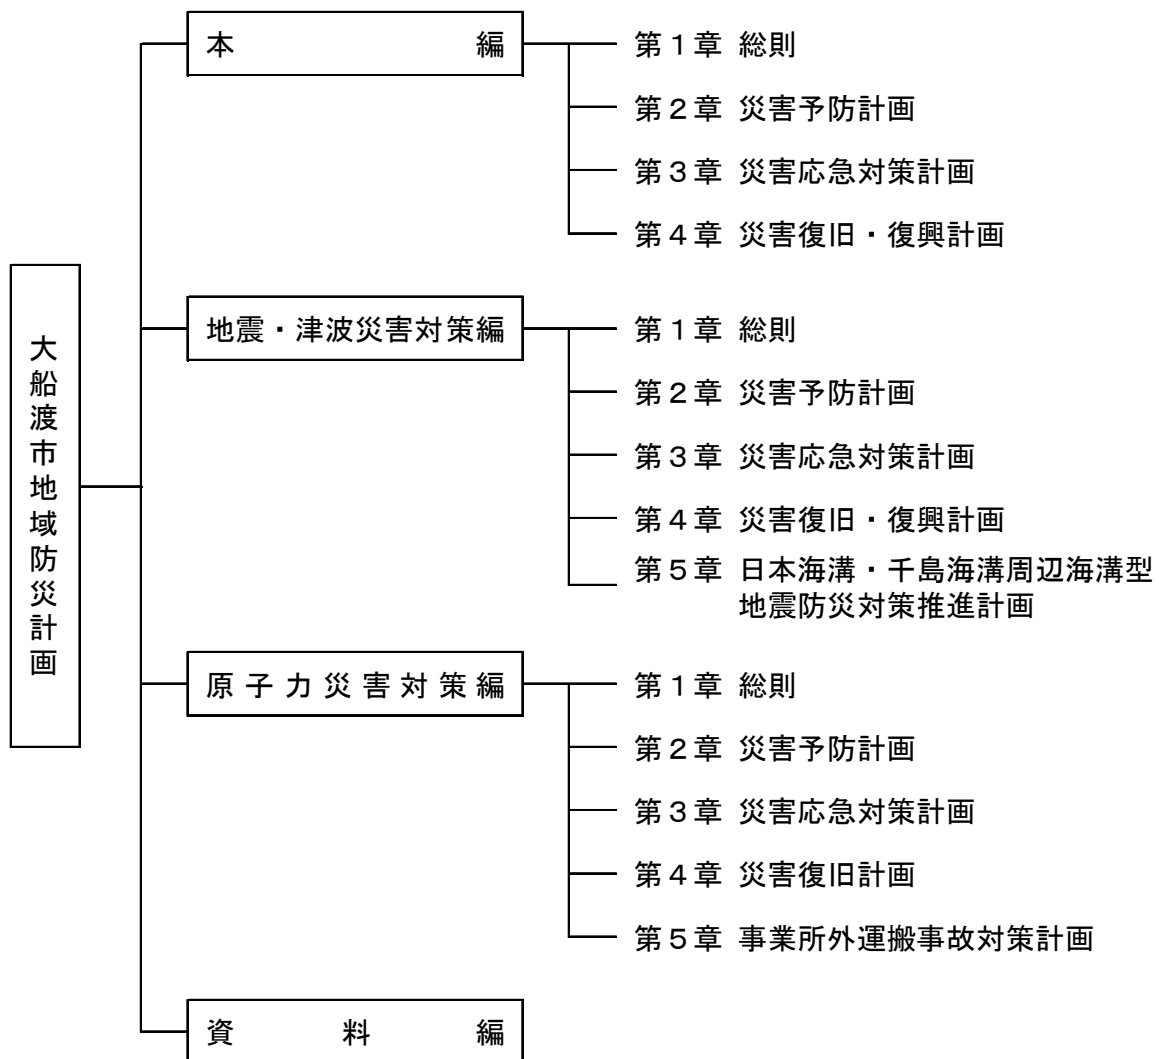 大船渡市地域防災計画
本編
第１章 総則
第２章 災害予防計画
第３章 災害応急対策計画
第４章 災害復旧・復興計画
地震・津波災害対策編
第１章 総則
第２章 災害予防計画
第３章 災害応急対策計画
第４章 災害復旧・復興計画
第５章 日本海溝・千島海溝周辺海溝型
地震防災対策推進計画
原子力災害対策編
第１章 総則
第２章 災害予防計画
第３章 災害応急対策計画
第４章 災害復旧計画
第５章 事業所外運搬事故対策計画
資料編